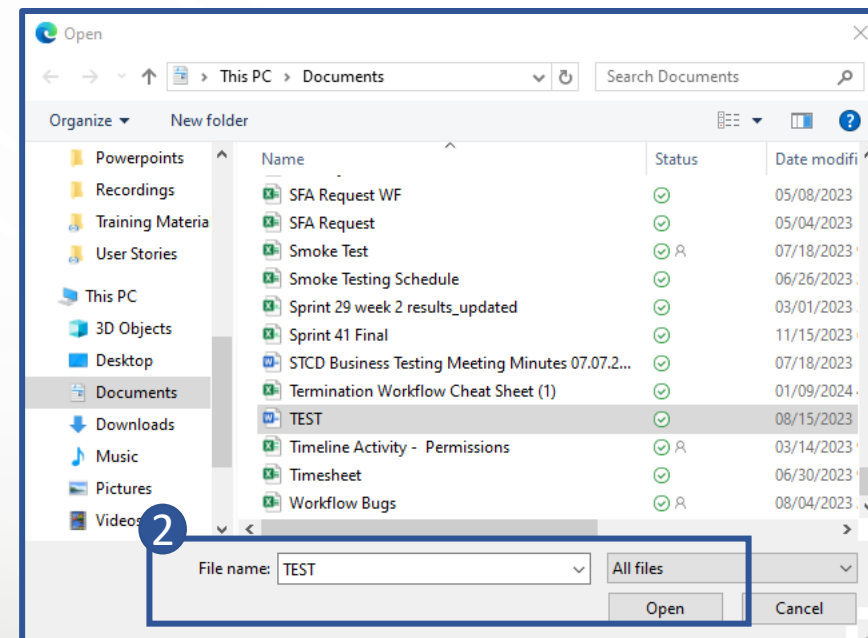 Open
This PC > Documents
Search Documents
Organize
New folder
Powerpoints
Recordings
Training Materia
User Stories
This PC
3D Objects
Desktop
Documents
Downloads
Music
Pictures
Videos
Name Status Date modifi
SFA Request WF 05/08/2023
SFA Request 05/04/2023
Smoke Test 07/18/2023
Smoke Testing Schedule 06/26/2023
Sprint 29 week 2 results_updated 03/01/2023
Sprint 41 Final 11/15/2023
STCD Business Testing Meeting Minutes 07.07.2... 07/18/2023
Termination Workflow Cheat Sheet (1) 01/09/2024
TEST 08/15/2023
Timeline Activity - Permissions 03/14/2023
Timesheet 06/30/2023
Workflow Bugs 08/04/2023
2
File name: TEST All files
Open Cancel